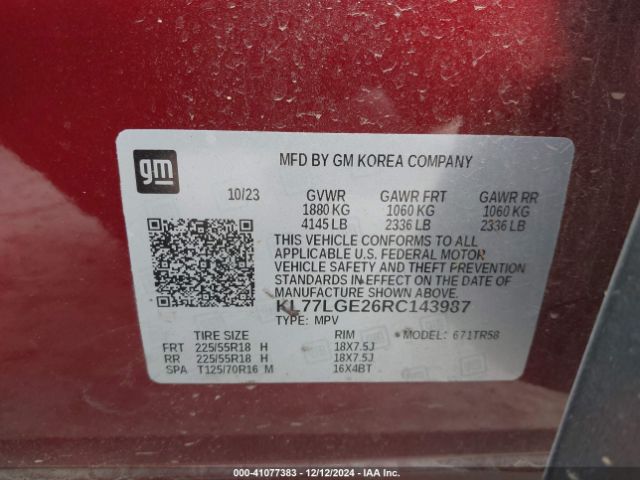 gm
MFD BY GM KOREA COMPANY
10/23 GVWR GAWR FRT GAWR RR
1880 KG 1060 KG 1060 KG
4145 LB 2336 LB 2336 LB
THIS VEHICLE CONFORMS TO ALL
APPLICABLE U.S. FEDERAL MOTOR
VEHICLE SAFETY AND THEFT PREVENTION
STANDARDS IN EFFECT ON THE DATE OF
MANUFACTURE SHOWN ABOVE.
KL77LGE26RC143987
TYPE: MPV MODEL: 671TR58
TIRE SIZE RIM
FRT 225/55R18 H 18X7.5J
RR 225/55R18 H 18X7.5J
SPA T125/70R16 M 16X4BT
00-41077383 - 12/12/2024 - IAA Inc.